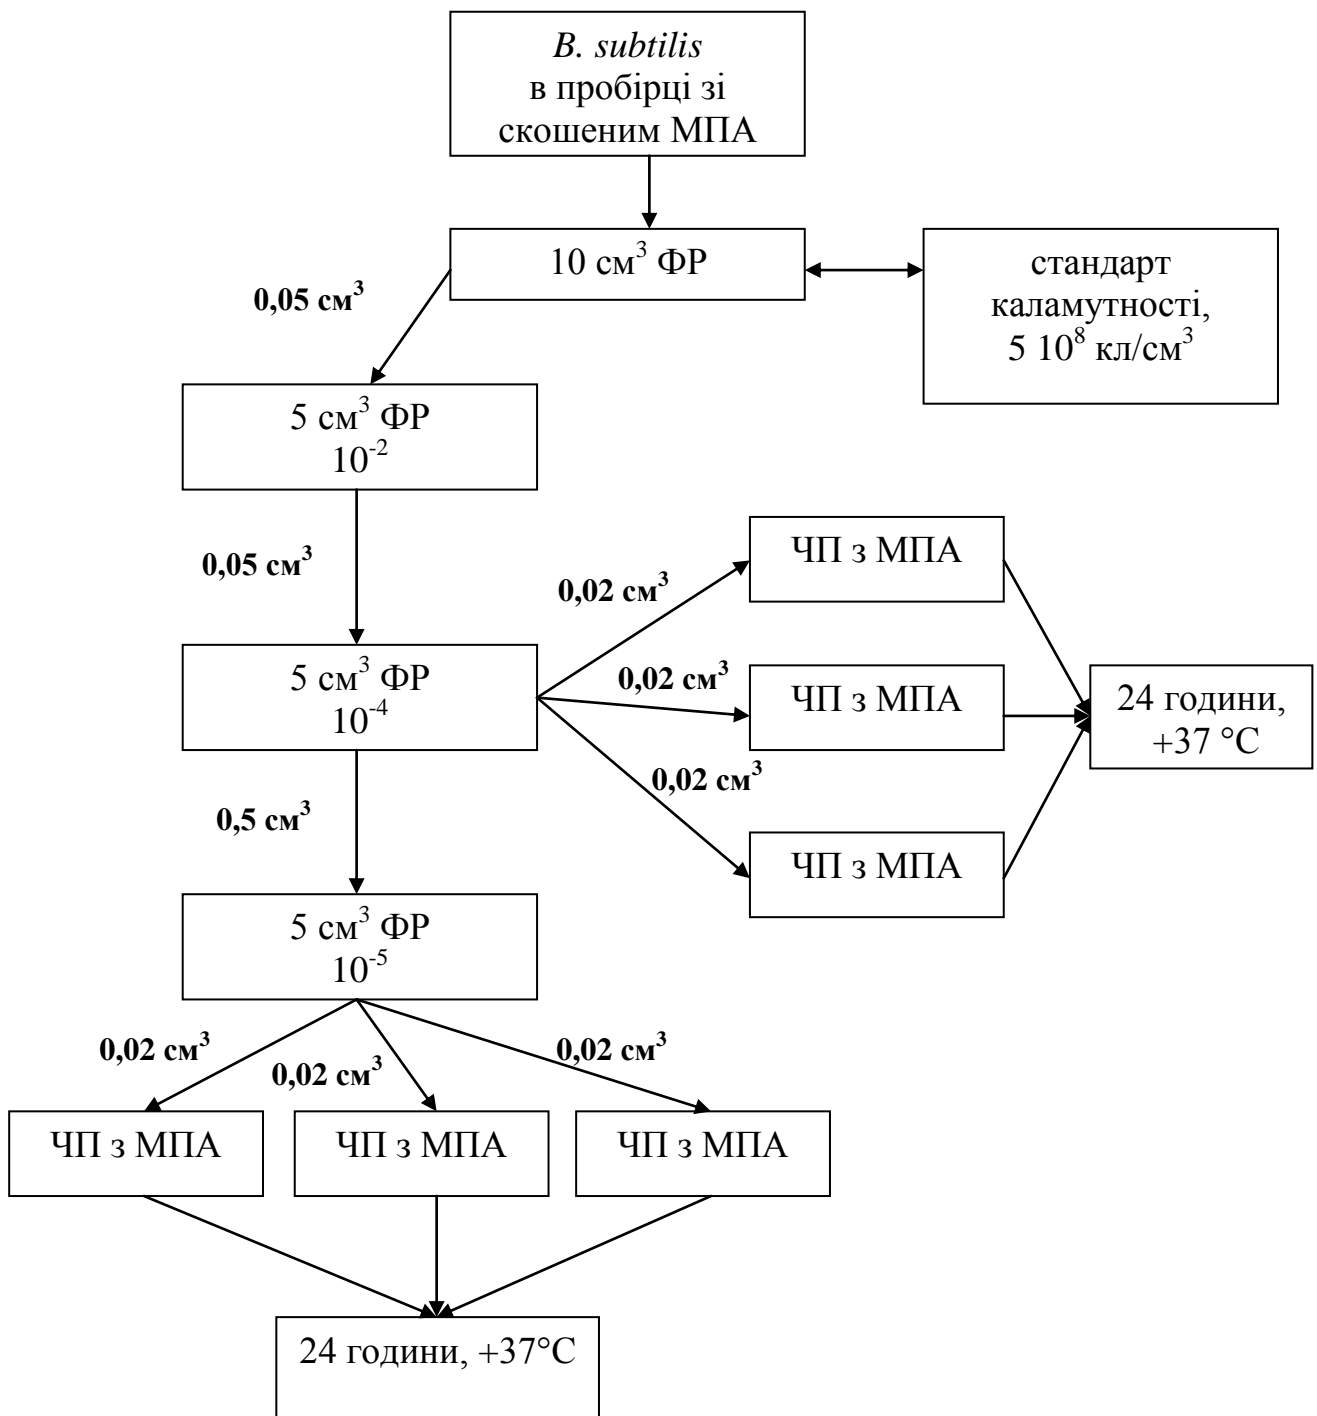 B. subtilis
в пробірці зі
скошеним МПА
10 см³ ФР
стандарт
каламутності,
5 10⁸ кл/см³
0,05 см³
5 см³ ФР
10⁻²
0,05 см³
ЧП з МПА
0,02 см³
5 см³ ФР
10⁻⁴
0,02 см³
ЧП з МПА
24 години,
+37 °С
0,02 см³
0,5 см³
ЧП з МПА
5 см³ ФР
10⁻⁵
0,02 см³
0,02 см³
0,02 см³
ЧП з МПА
ЧП з МПА
ЧП з МПА
24 години, +37°С